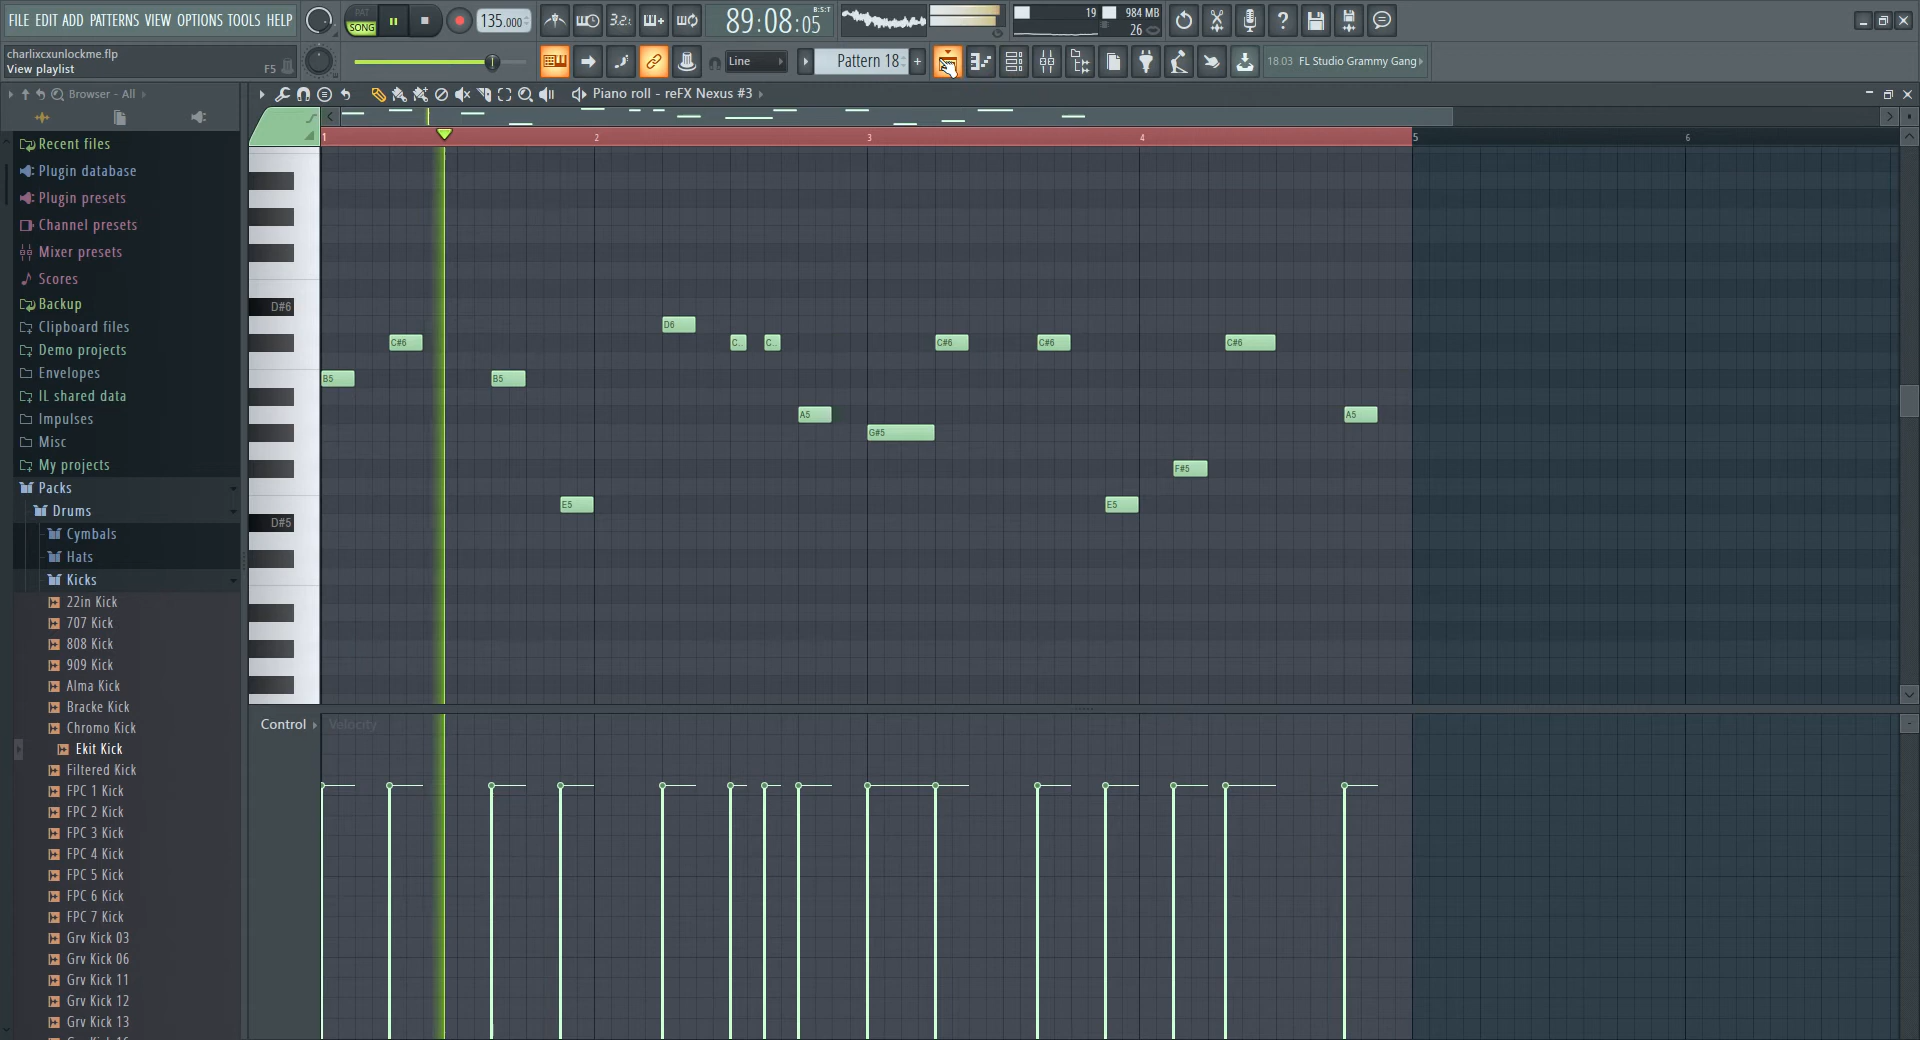 FILE EDIT ADD PATTERNS VIEW OPTIONS TOOLS HELP
PAT
SONG
135.000
3.2
89:08:05
B:S:T
19
984 MB
26
charlixcxunlockme.flp
View playlist
F5
Line
Pattern 18
+
18.03 FL Studio Grammy Gang
Browser - All
Piano roll - reFX Nexus #3
1 2 3 4 5 6
Recent files
Plugin database
Plugin presets
Channel presets
Mixer presets
Scores
Backup
Clipboard files
Demo projects
Envelopes
IL shared data
Impulses
Misc
My projects
Packs
Drums
Cymbals
Hats
Kicks
22in Kick
707 Kick
808 Kick
909 Kick
Alma Kick
Bracke Kick
Chromo Kick
Ekit Kick
Filtered Kick
FPC 1 Kick
FPC 2 Kick
FPC 3 Kick
FPC 4 Kick
FPC 5 Kick
FPC 6 Kick
FPC 7 Kick
Grv Kick 03
Grv Kick 06
Grv Kick 11
Grv Kick 12
Grv Kick 13
D#6
D6
C#6 C.. C.. C#6 C#6 C#6
B5 B5
A5 A5
G#5
F#5
E5 E5
D#5
Control Velocity